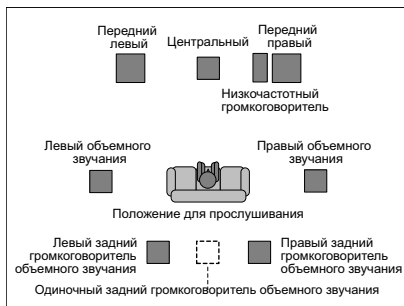 Передний
левый
Центральный
Передний
правый
Низкочастотный
громкоговоритель
Левый объемного
звучания
Правый объемного
звучания
Положение для прослушивания
Левый задний
громкоговоритель
объемного звучания
Правый задний
громкоговоритель
объемного звучания
Одиночный задний громкоговоритель объемного звучания